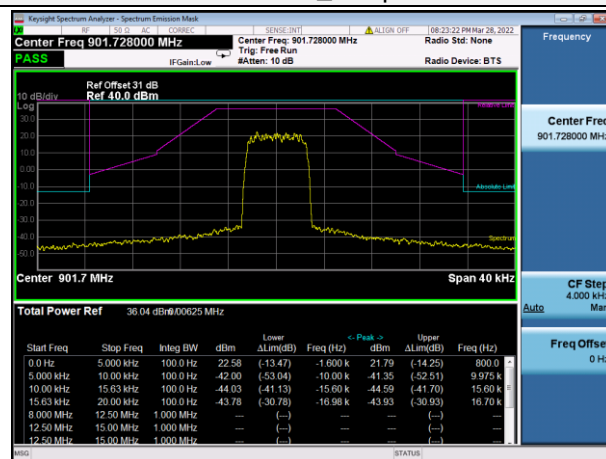 Keysight Spectrum Analyzer - Spectrum Emission Mask
RF 50 Ω AC CORREC SENSE:INT ALIGN OFF 08:23:22 PM Mar 28, 2022
Center Freq 901.728000 MHz Center Freq: 901.728000 MHz Radio Std: None
Trig: Free Run
PASS IFGain:Low #Atten: 10 dB Radio Device: BTS
Frequency
Ref Offset 31 dB
10 dB/div Ref 40.0 dBm
Log
30.0
20.0
10.0
0.00
-10.0
-20.0
-30.0
-40.0
-50.0
Absolute Limit
Spectrum
Center 901.7 MHz Span 40 kHz
Center Freq
901.728000 MHz
CF Step
4.000 kHz
Auto Man
Freq Offset
0 Hz
Total Power Ref 36.04 dBm/0.00625 MHz
Lower <- Peak -> Upper
Start Freq Stop Freq Integ BW dBm ΔLim(dB) Freq (Hz) dBm ΔLim(dB) Freq (Hz)
0.0 Hz 5.000 kHz 100.0 Hz 22.58 (-13.47) -1.600 k 21.79 (-14.25) 800.0
5.000 kHz 10.00 kHz 100.0 Hz -42.00 (-53.04) -10.00 k -41.35 (-52.51) 9.975 k
10.00 kHz 15.63 kHz 100.0 Hz -44.03 (-41.13) -15.60 k -44.59 (-41.70) 15.60 k
15.63 kHz 20.00 kHz 100.0 Hz -43.78 (-30.78) -16.98 k -43.93 (-30.93) 16.70 k
8.000 MHz 12.50 MHz 1.000 MHz --- (---) --- --- (---) ---
12.50 MHz 15.00 MHz 1.000 MHz --- (---) --- --- (---) ---
12.50 MHz 15.00 MHz 1.000 MHz --- (---) --- --- (---) ---
MSG STATUS